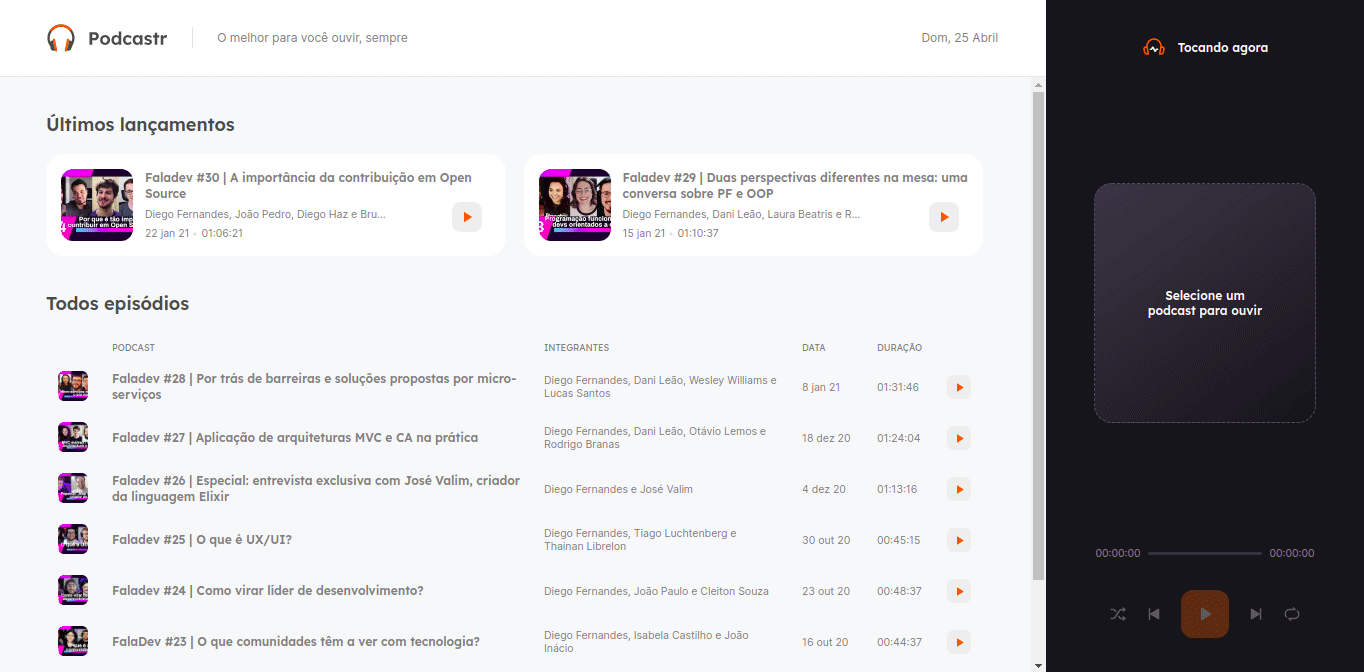 Podcastr
O melhor para você ouvir, sempre
Dom, 25 Abril
Tocando agora
Últimos lançamentos
Faladev #30 | A importância da contribuição em Open
Source
Diego Fernandes, João Pedro, Diego Haz e Bru...
22 jan 21 • 01:06:21
Faladev #29 | Duas perspectivas diferentes na mesa: uma
conversa sobre PF e OOP
Diego Fernandes, Dani Leão, Laura Beatris e R...
15 jan 21 • 01:10:37
Todos episódios
PODCAST INTEGRANTES DATA DURAÇÃO
Faladev #28 | Por trás de barreiras e soluções propostas por micro-
serviços
Diego Fernandes, Dani Leão, Wesley Williams e
Lucas Santos
8 jan 21
01:31:46
Faladev #27 | Aplicação de arquiteturas MVC e CA na prática
Diego Fernandes, Dani Leão, Otávio Lemos e
Rodrigo Branas
18 dez 20
01:24:04
Faladev #26 | Especial: entrevista exclusiva com José Valim, criador
da linguagem Elixir
Diego Fernandes e José Valim
4 dez 20
01:13:16
Faladev #25 | O que é UX/UI?
Diego Fernandes, Tiago Luchtenberg e
Thainan Librelon
30 out 20
00:45:15
Faladev #24 | Como virar líder de desenvolvimento?
Diego Fernandes, João Paulo e Cleiton Souza
23 out 20
00:48:37
FalaDev #23 | O que comunidades têm a ver com tecnologia?
Diego Fernandes, Isabela Castilho e João
Inácio
16 out 20
00:44:37
Selecione um
podcast para ouvir
00:00:00
00:00:00